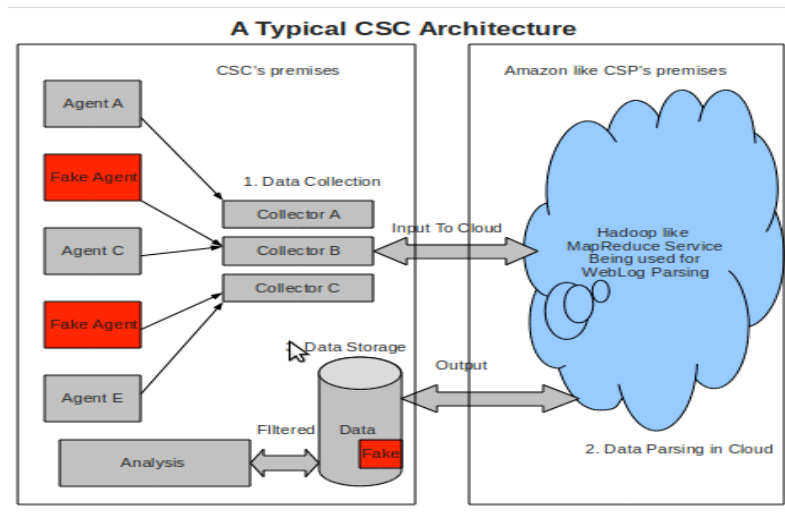 A Typical CSC Architecture
CSC's premises
Amazon like CSP's premises
Agent A
Fake Agent
Agent C
Fake Agent
Agent E
1. Data Collection
Collector A
Collector B
Collector C
Input To Cloud
Hadoop like
MapReduce Service
Being used for
WebLog Parsing
Data Storage
Output
FIltered
Data
Fake
Analysis
2. Data Parsing in Cloud